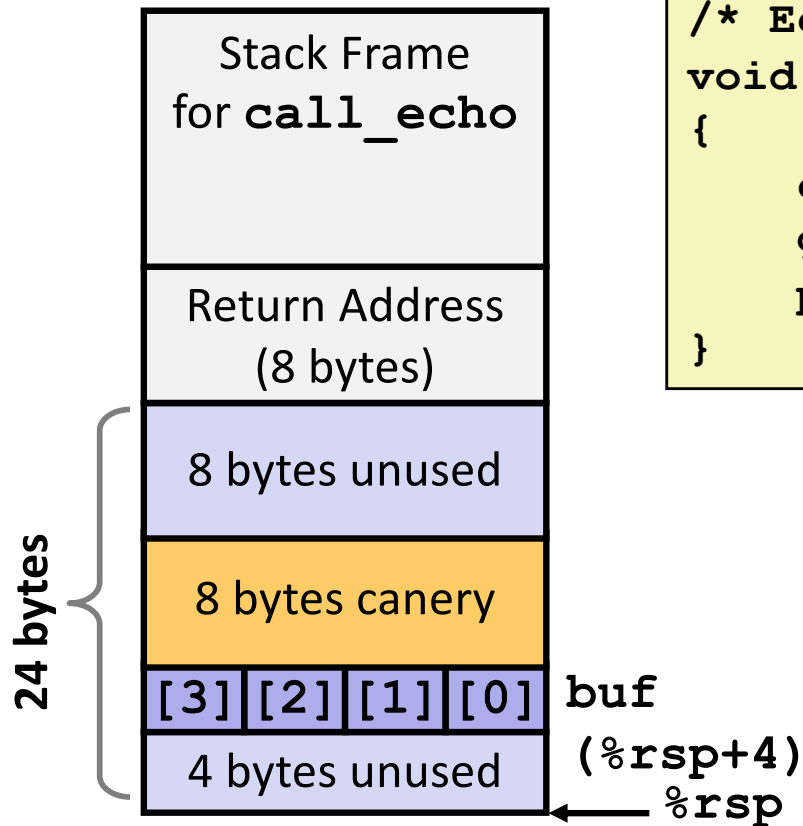 Stack Frame
for call_echo
Return Address
(8 bytes)
8 bytes unused
8 bytes canery
[3] [2] [1] [0]
4 bytes unused
24 bytes
buf
(%rsp+4)
%rsp
/*
void
{
}